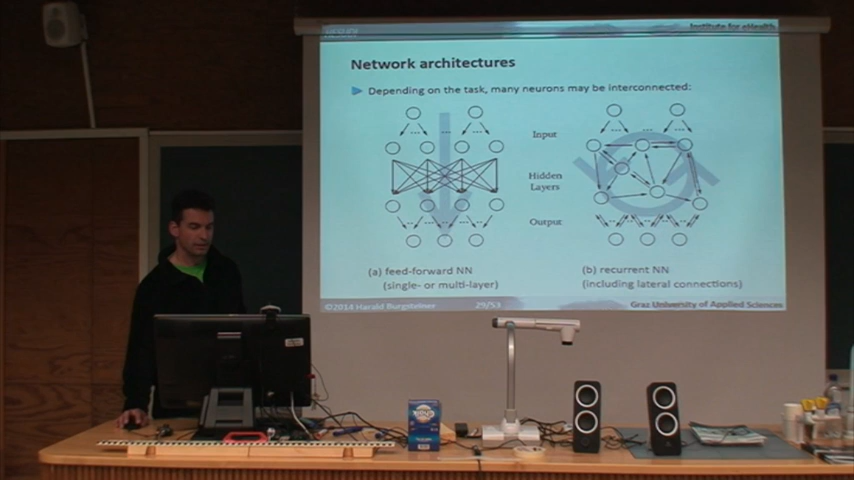 Institute for eHealth
Network architectures
Depending on the task, many neurons may be interconnected:
Input
Hidden
Layers
Output
(a) feed-forward NN
(single- or multi-layer)
(b) recurrent NN
(including lateral connections)
©2014 Harald Burgsteiner
29/53
Graz University of Applied Sciences